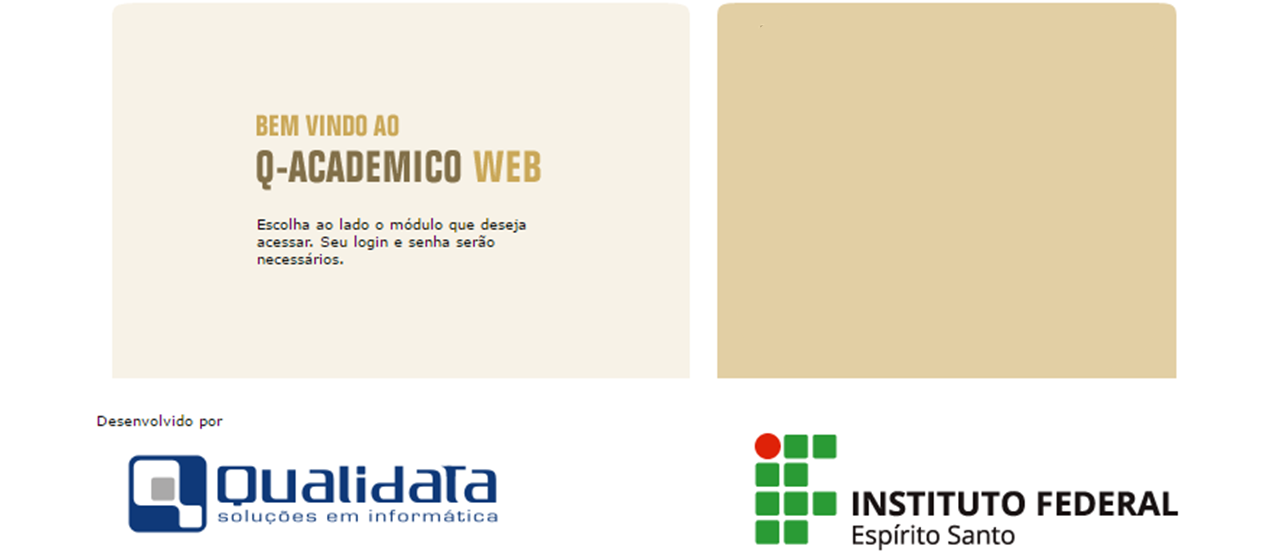 BEM VINDO AO
Q-ACADEMICO WEB
Escolha ao lado o módulo que deseja
acessar. Seu login e senha serão
necessários.
Desenvolvido por
Qualidata
soluções em informática
INSTITUTO FEDERAL
Espírito Santo